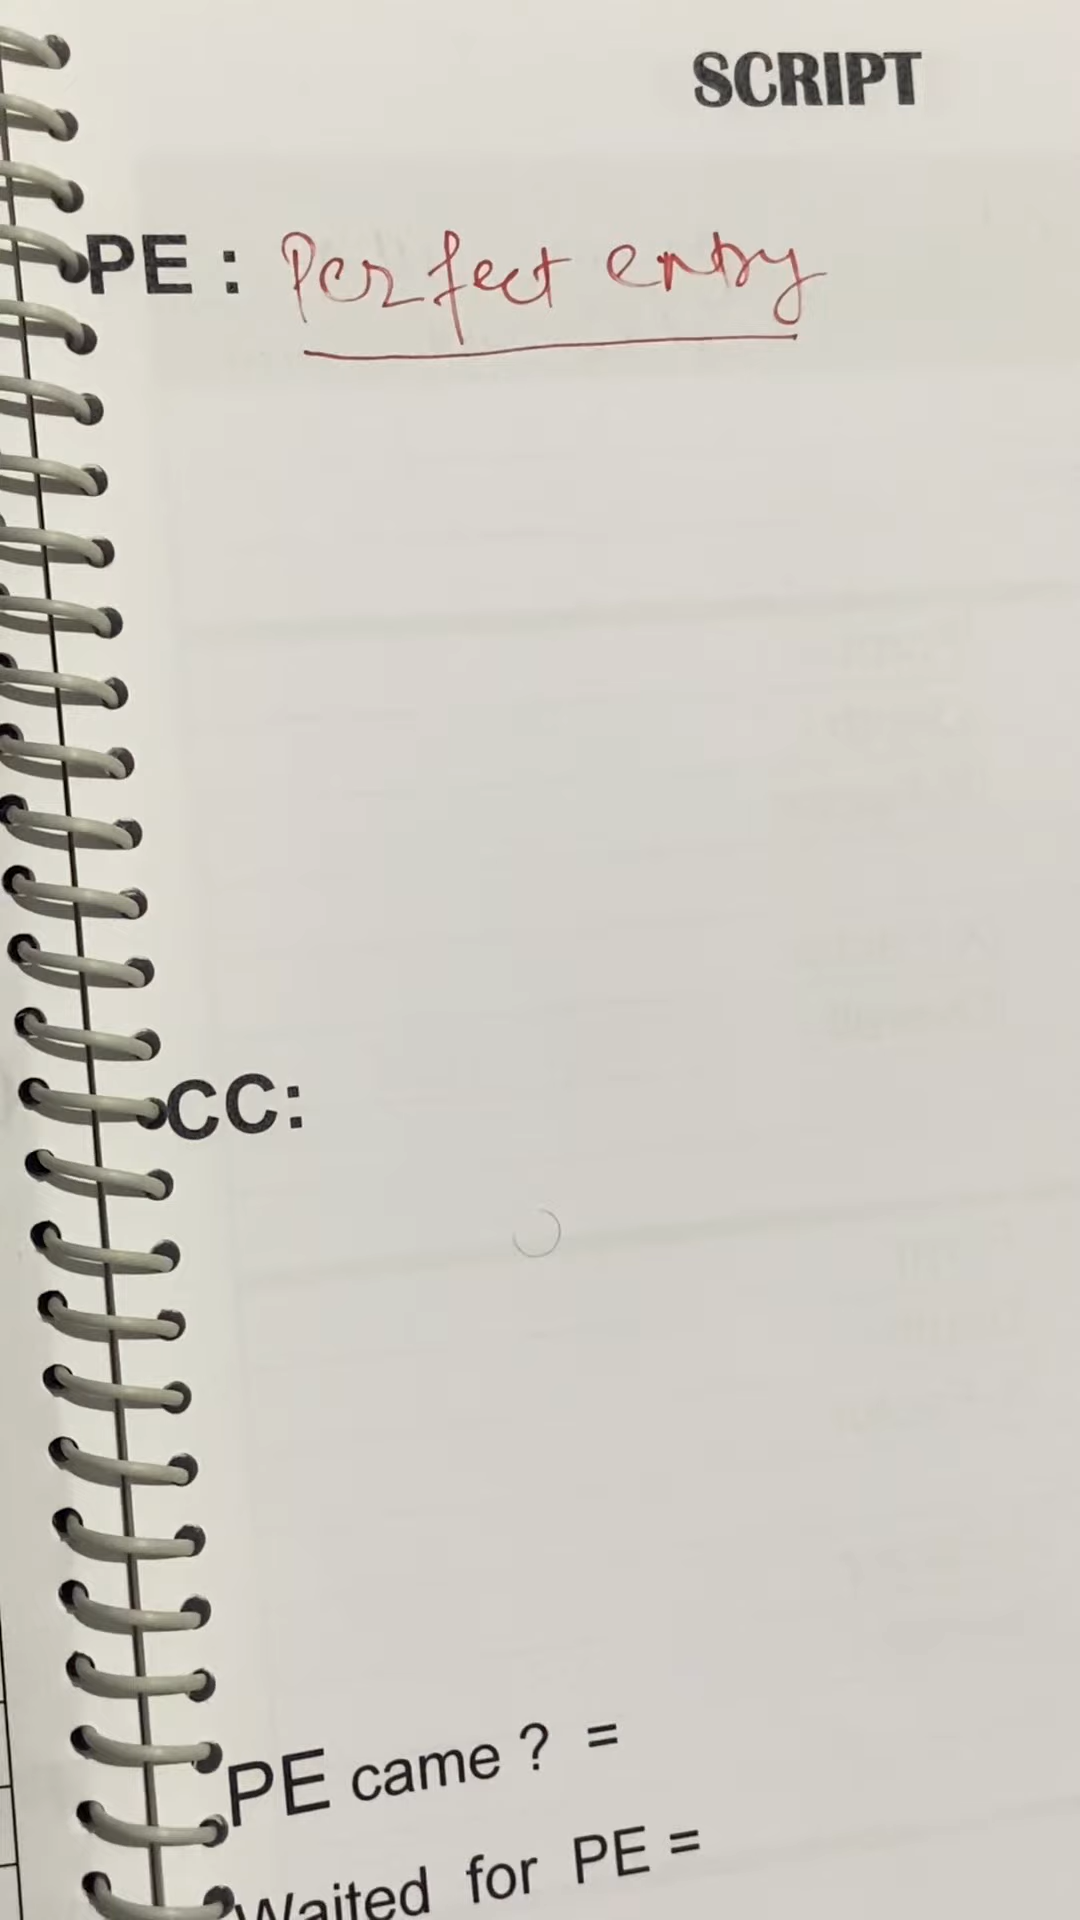 SCRIPT
PE : Perfect entry
CC:
PE came ? =
Waited for PE =